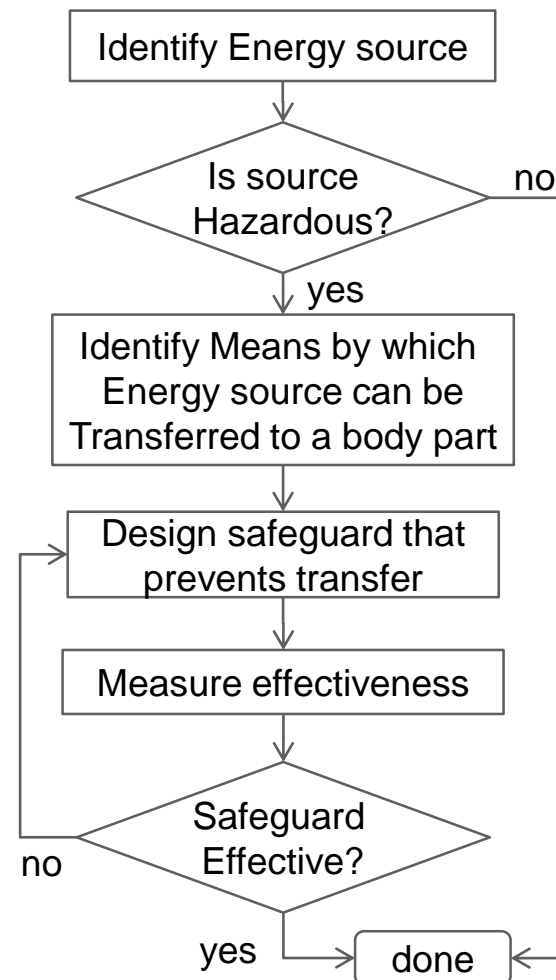 Identify Energy source
Is source
Hazardous?
no
yes
Identify Means by which
Energy source can be
Transferred to a body part
Design safeguard that
prevents transfer
Measure effectiveness
Safeguard
Effective?
no
yes
done